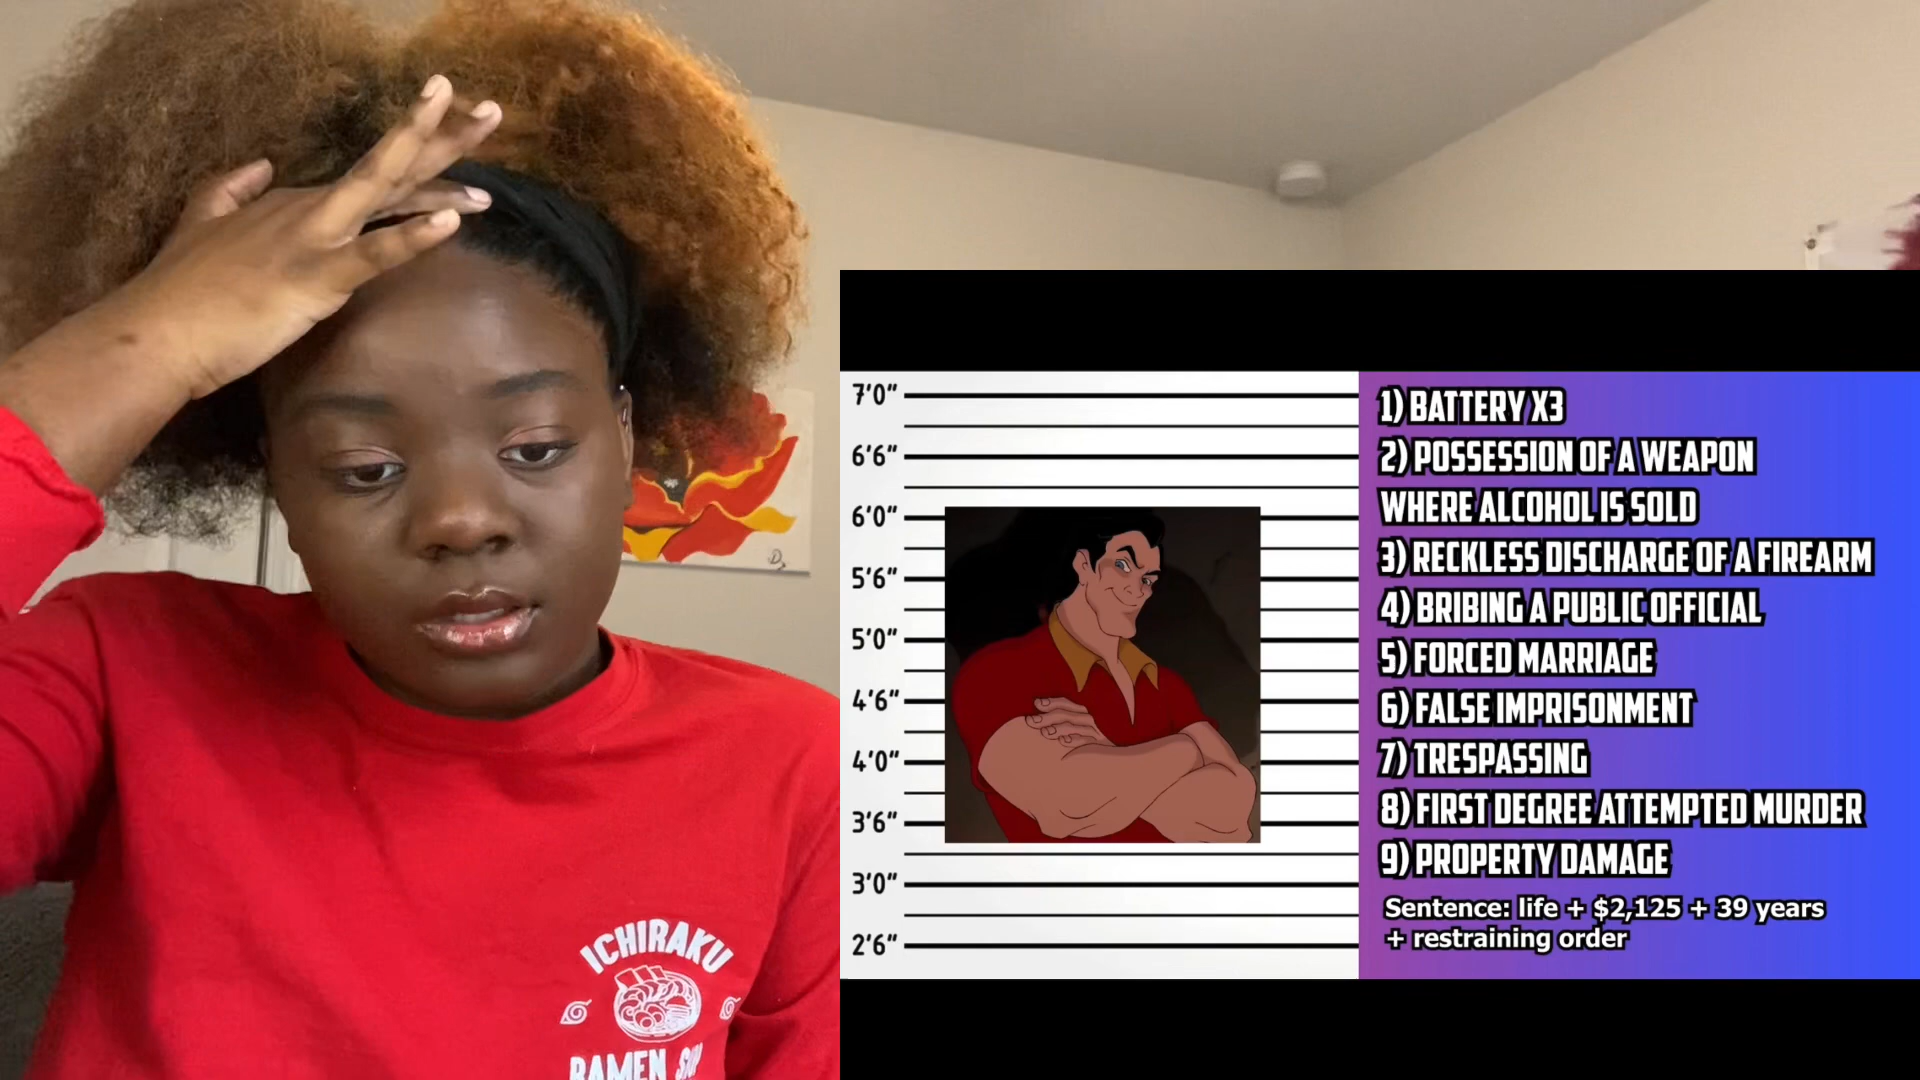 ICHIRAKU
RAMEN
7'0"
6'6"
6'0"
5'6"
5'0"
4'6"
4'0"
3'6"
3'0"
2'6"
1) BATTERY X3
2) POSSESSION OF A WEAPON
WHERE ALCOHOL IS SOLD
3) RECKLESS DISCHARGE OF A FIREARM
4) BRIBING A PUBLIC OFFICIAL
5) FORCED MARRIAGE
6) FALSE IMPRISONMENT
7) TRESPASSING
8) FIRST DEGREE ATTEMPTED MURDER
9) PROPERTY DAMAGE
Sentence: life + $2,125 + 39 years
+ restraining order